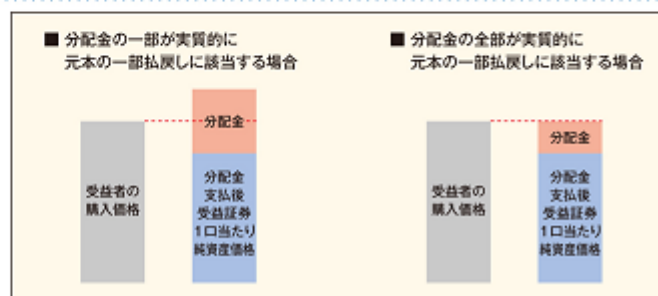 ■ 分配金の一部が実質的に
元本の一部払戻しに該当する場合
分配金
受益者の
購入価格
分配金
支払後
受益証券
1口当たり
純資産価格
■ 分配金の全部が実質的に
元本の一部払戻しに該当する場合
分配金
受益者の
購入価格
分配金
支払後
受益証券
1口当たり
純資産価格